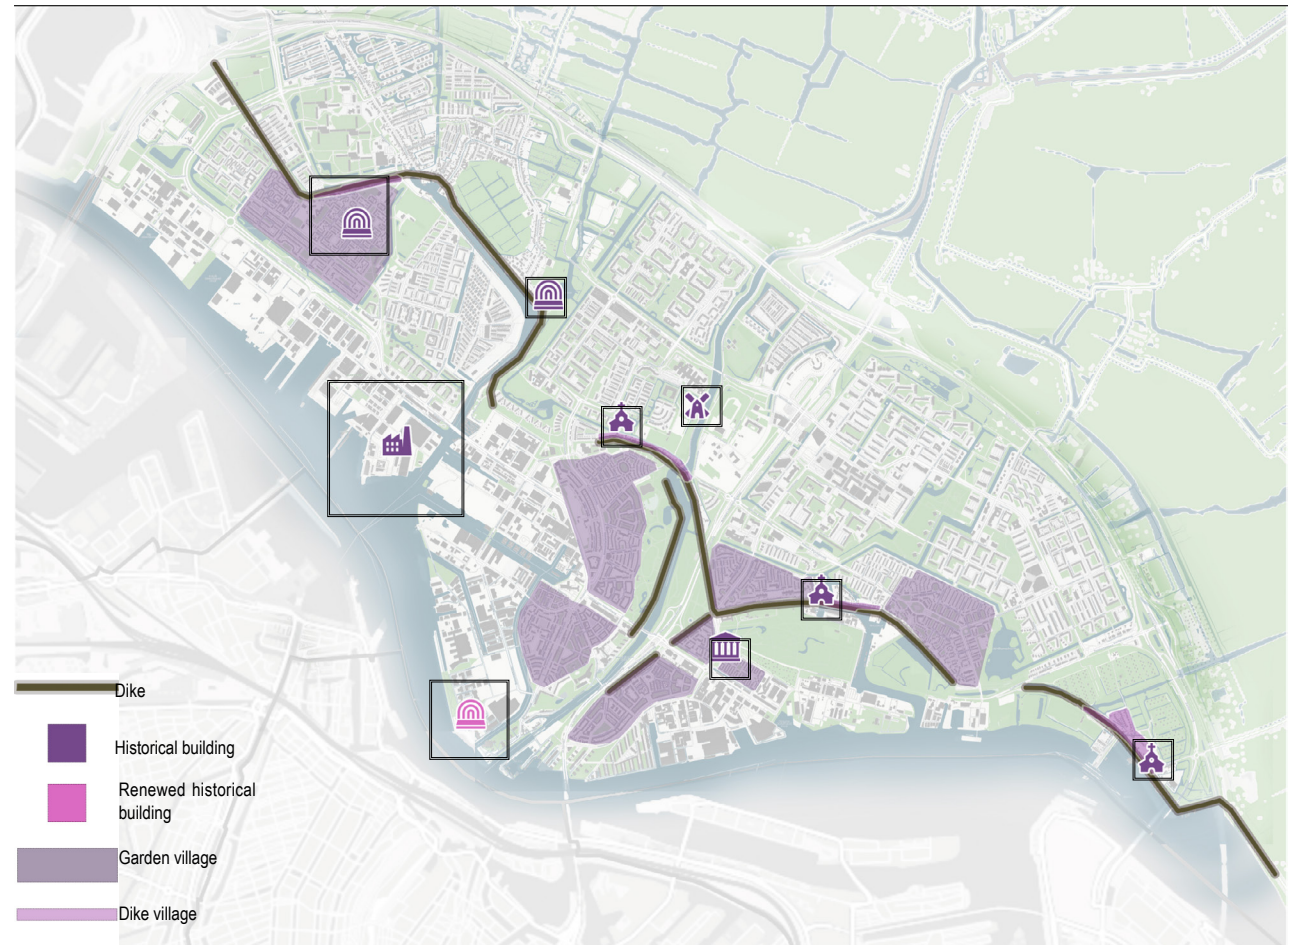 Dike
Historical building
Renewed historical
building
Garden village
Dike village